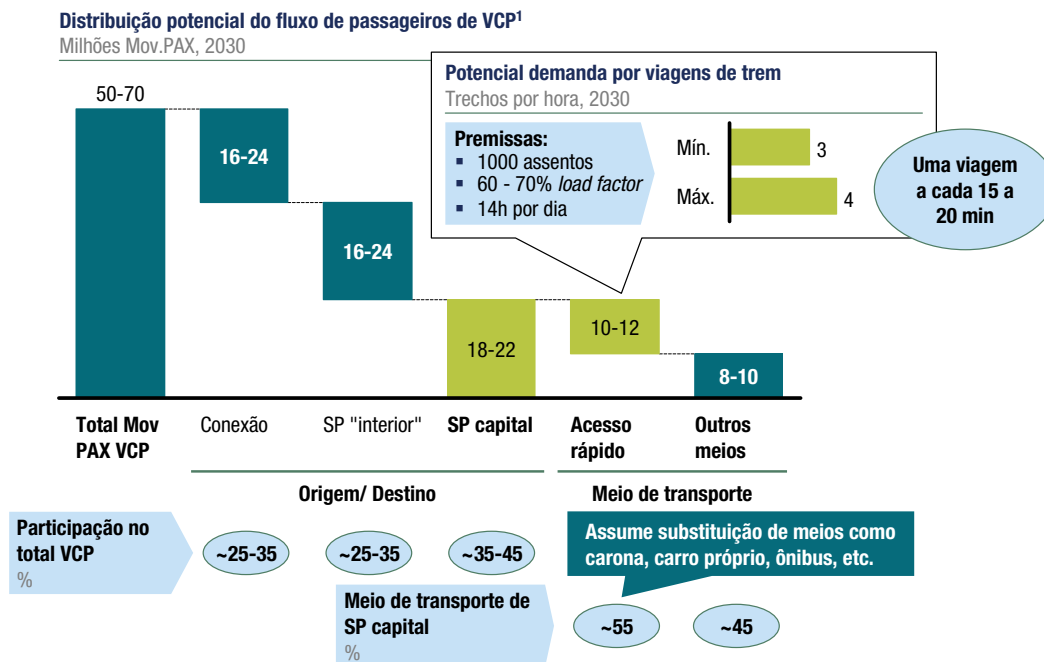 Distribuição potencial do fluxo de passageiros de VCP¹
Milhões Mov.PAX, 2030
50-70
16-24
16-24
18-22
10-12
8-10
Potencial demanda por viagens de trem
Trechos por hora, 2030
Premissas:
▪ 1000 assentos
▪ 60 - 70% load factor
▪ 14h por dia
Mín.
3
Máx.
4
Uma viagem
a cada 15 a
20 min
Total Mov
PAX VCP
Conexão
SP "interior"
SP capital
Acesso
rápido
Outros
meios
Origem/ Destino
Meio de transporte
Participação no
total VCP
%
~25-35
~25-35
~35-45
Assume substituição de meios como
carona, carro próprio, ônibus, etc.
Meio de transporte de
SP capital
%
~55
~45